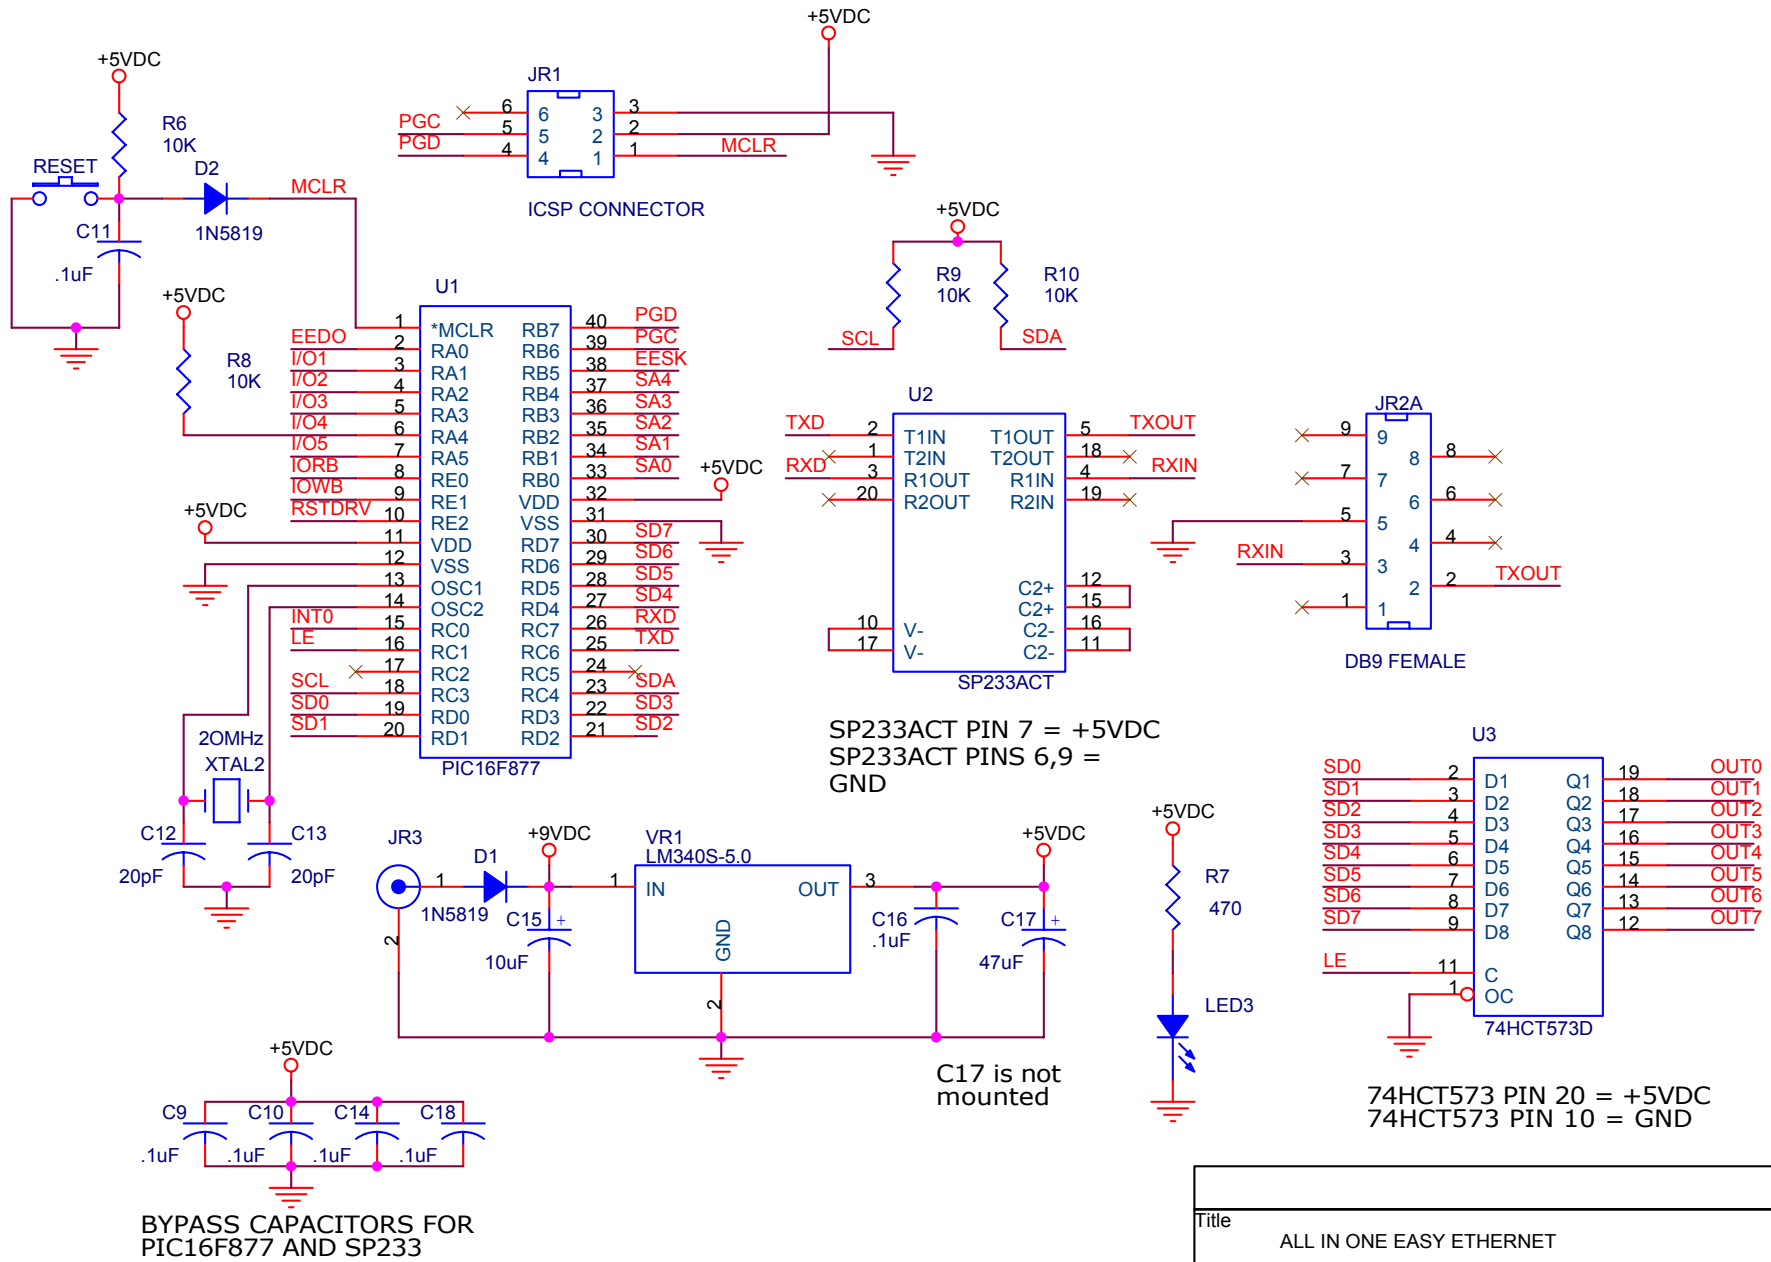 +5VDC
R6
10K
RESET
D2
MCLR
C11
1N5819
.1uF
+5VDC
JR1
6 6 3 3
PGC 5 5 2 2
PGD 4 4 1 1 MCLR
ICSP CONNECTOR
+5VDC
R8
10K
U1
1 *MCLR RB7 40 PGD
EEDO 2 RA0 RB6 39 PGC
I/O1 3 RA1 RB5 38 EESK
I/O2 4 RA2 RB4 37 SA4
I/O3 5 RA3 RB3 36 SA3
I/O4 6 RA4 RB2 35 SA2
I/O5 7 RA5 RB1 34 SA1
IORB 8 RE0 RB0 33 SA0
IOWB 9 RE1 VDD 32 +5VDC
RSTDRV 10 RE2 VSS 31
+5VDC 11 VDD RD7 30 SD7
12 VSS RD6 29 SD6
13 OSC1 RD5 28 SD5
14 OSC2 RD4 27 SD4
INT0 15 RC0 RC7 26 RXD
LE 16 RC1 RC6 25 TXD
17 RC2 RC5 24
SCL 18 RC3 RC4 23 SDA
SD0 19 RD0 RD3 22 SD3
SD1 20 RD1 RD2 21 SD2
PIC16F877
2OMHz
XTAL2
C12 C13
20pF 20pF
+5VDC
R9 R10
10K 10K
SCL SDA
U2
TXD 2 T1IN T1OUT 5 TXOUT
1 T2IN T2OUT 18
RXD 3 R1OUT R1IN 4 RXIN
20 R2OUT R2IN 19
C2+ 12
C2+ 15
10 V- C2- 16
17 V- C2- 11
SP233ACT
SP233ACT PIN 7 = +5VDC
SP233ACT PINS 6,9 =
GND
JR2A
9 9
8 8
7 7
6 6
5 5
4 4
RXIN 3 3
2 2 TXOUT
1 1
DB9 FEMALE
JR3
1
2
D1
1N5819
+9VDC
C15 +
10uF
VR1
LM340S-5.0
1 IN OUT 3
GND
2
C16
.1uF
+5VDC
C17 +
47uF
C17 is not
mounted
+5VDC
R7
470
LED3
U3
SD0 2 D1 Q1 19 OUT0
SD1 3 D2 Q2 18 OUT1
SD2 4 D3 Q3 17 OUT2
SD3 5 D4 Q4 16 OUT3
SD4 6 D5 Q5 15 OUT4
SD5 7 D6 Q6 14 OUT5
SD6 8 D7 Q7 13 OUT6
SD7 9 D8 Q8 12 OUT7
LE 11 C
1 OC
74HCT573D
74HCT573 PIN 20 = +5VDC
74HCT573 PIN 10 = GND
+5VDC
C9 C10 C14 C18
.1uF .1uF .1uF .1uF
BYPASS CAPACITORS FOR
PIC16F877 AND SP233
Title
ALL IN ONE EASY ETHERNET